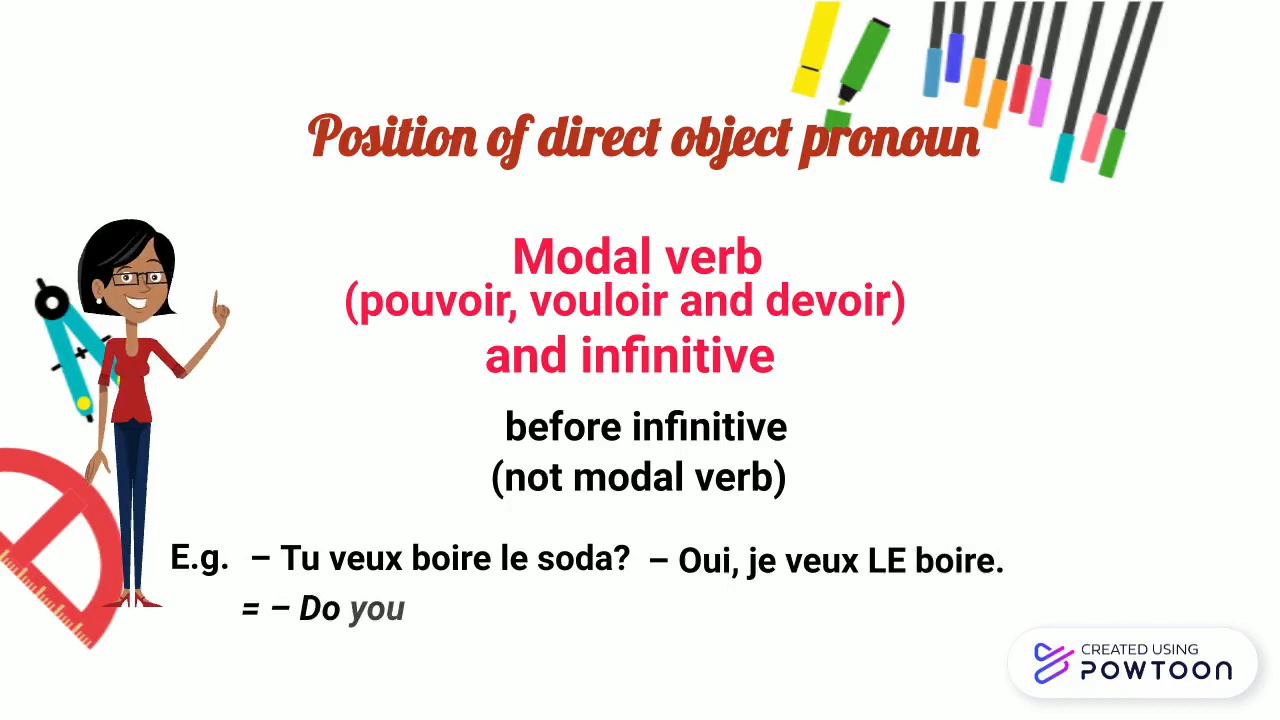 Position of direct object pronoun
Modal verb
(pouvoir, vouloir and devoir)
and infinitive
before infinitive
(not modal verb)
E.g. – Tu veux boire le soda? – Oui, je veux LE boire.
= – Do you
CREATED USING
POWTOON